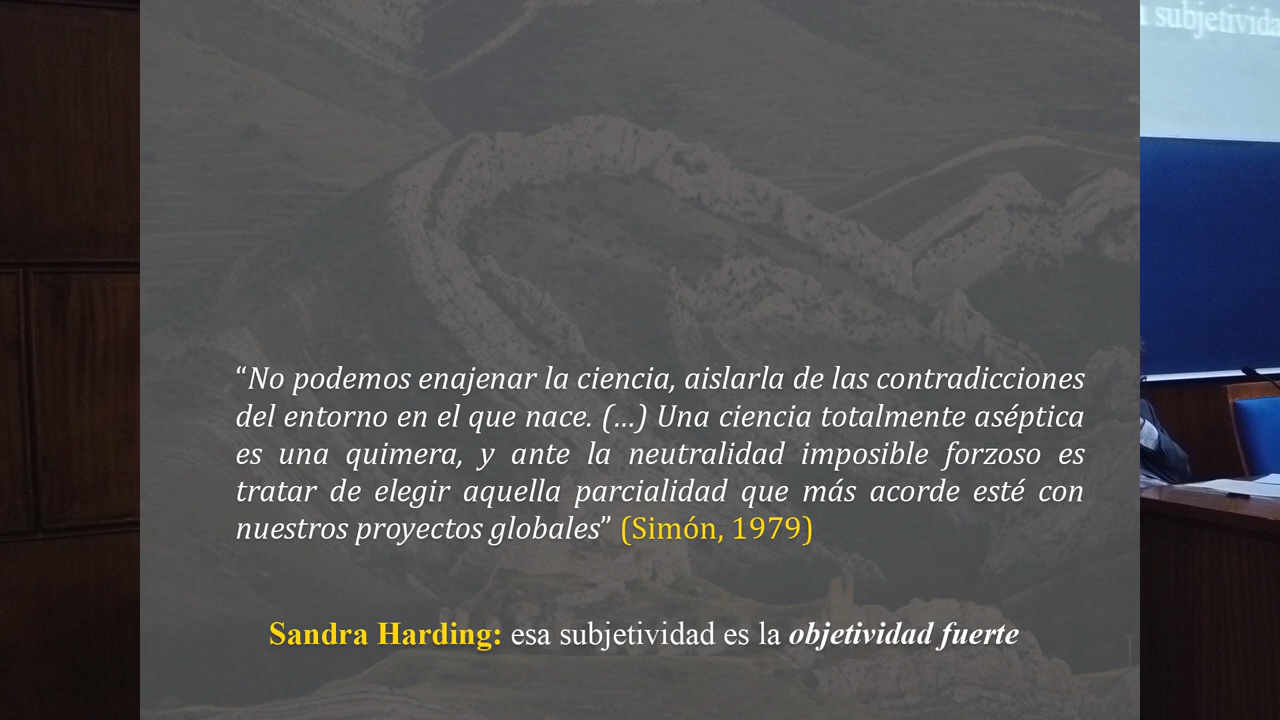 subjetivida
“No podemos enajenar la ciencia, aislarla de las contradicciones
del entorno en el que nace. (…) Una ciencia totalmente aséptica
es una quimera, y ante la neutralidad imposible forzoso es
tratar de elegir aquella parcialidad que más acorde esté con
nuestros proyectos globales” (Simón, 1979)
Sandra Harding: esa subjetividad es la objetividad fuerte